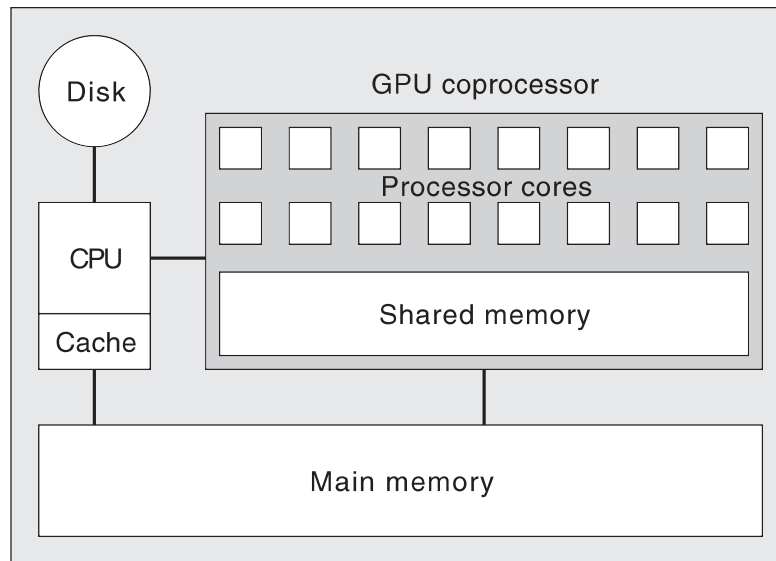 Disk
GPU coprocessor
Processor cores
CPU
Shared memory
Cache
Main memory